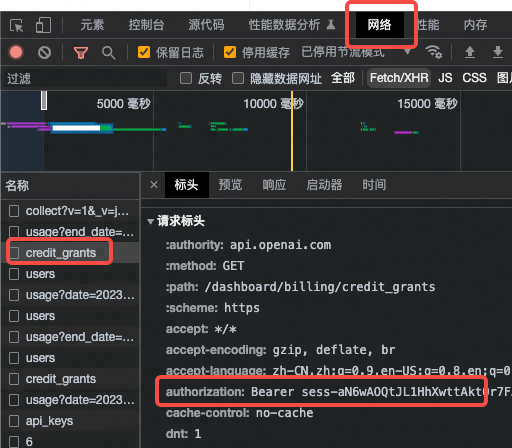 元素 控制台 源代码 性能数据分析 网络 性能 内存
保留日志 停用缓存 已停用节流模式
过滤 反转 隐藏数据网址 全部 Fetch/XHR JS CSS 图
5000 毫秒 10000 毫秒 15000 毫秒
名称
× 标头 预览 响应 启动器 时间
collect?v=1&_v=j…
usage?end_date=…
credit_grants
users
usage?date=2023…
users
usage?end_date=…
users
credit_grants
usage?date=2023…
api_keys
6
请求标头
:authority: api.openai.com
:method: GET
:path: /dashboard/billing/credit_grants
:scheme: https
accept: */*
accept-encoding: gzip, deflate, br
accept-language: zh-CN,zh;q=0.9,en-US;q=0.8,en;q=0
authorization: Bearer sess-aN6wAOQtJL1HhXwttAkt
cache-control: no-cache
dnt: 1